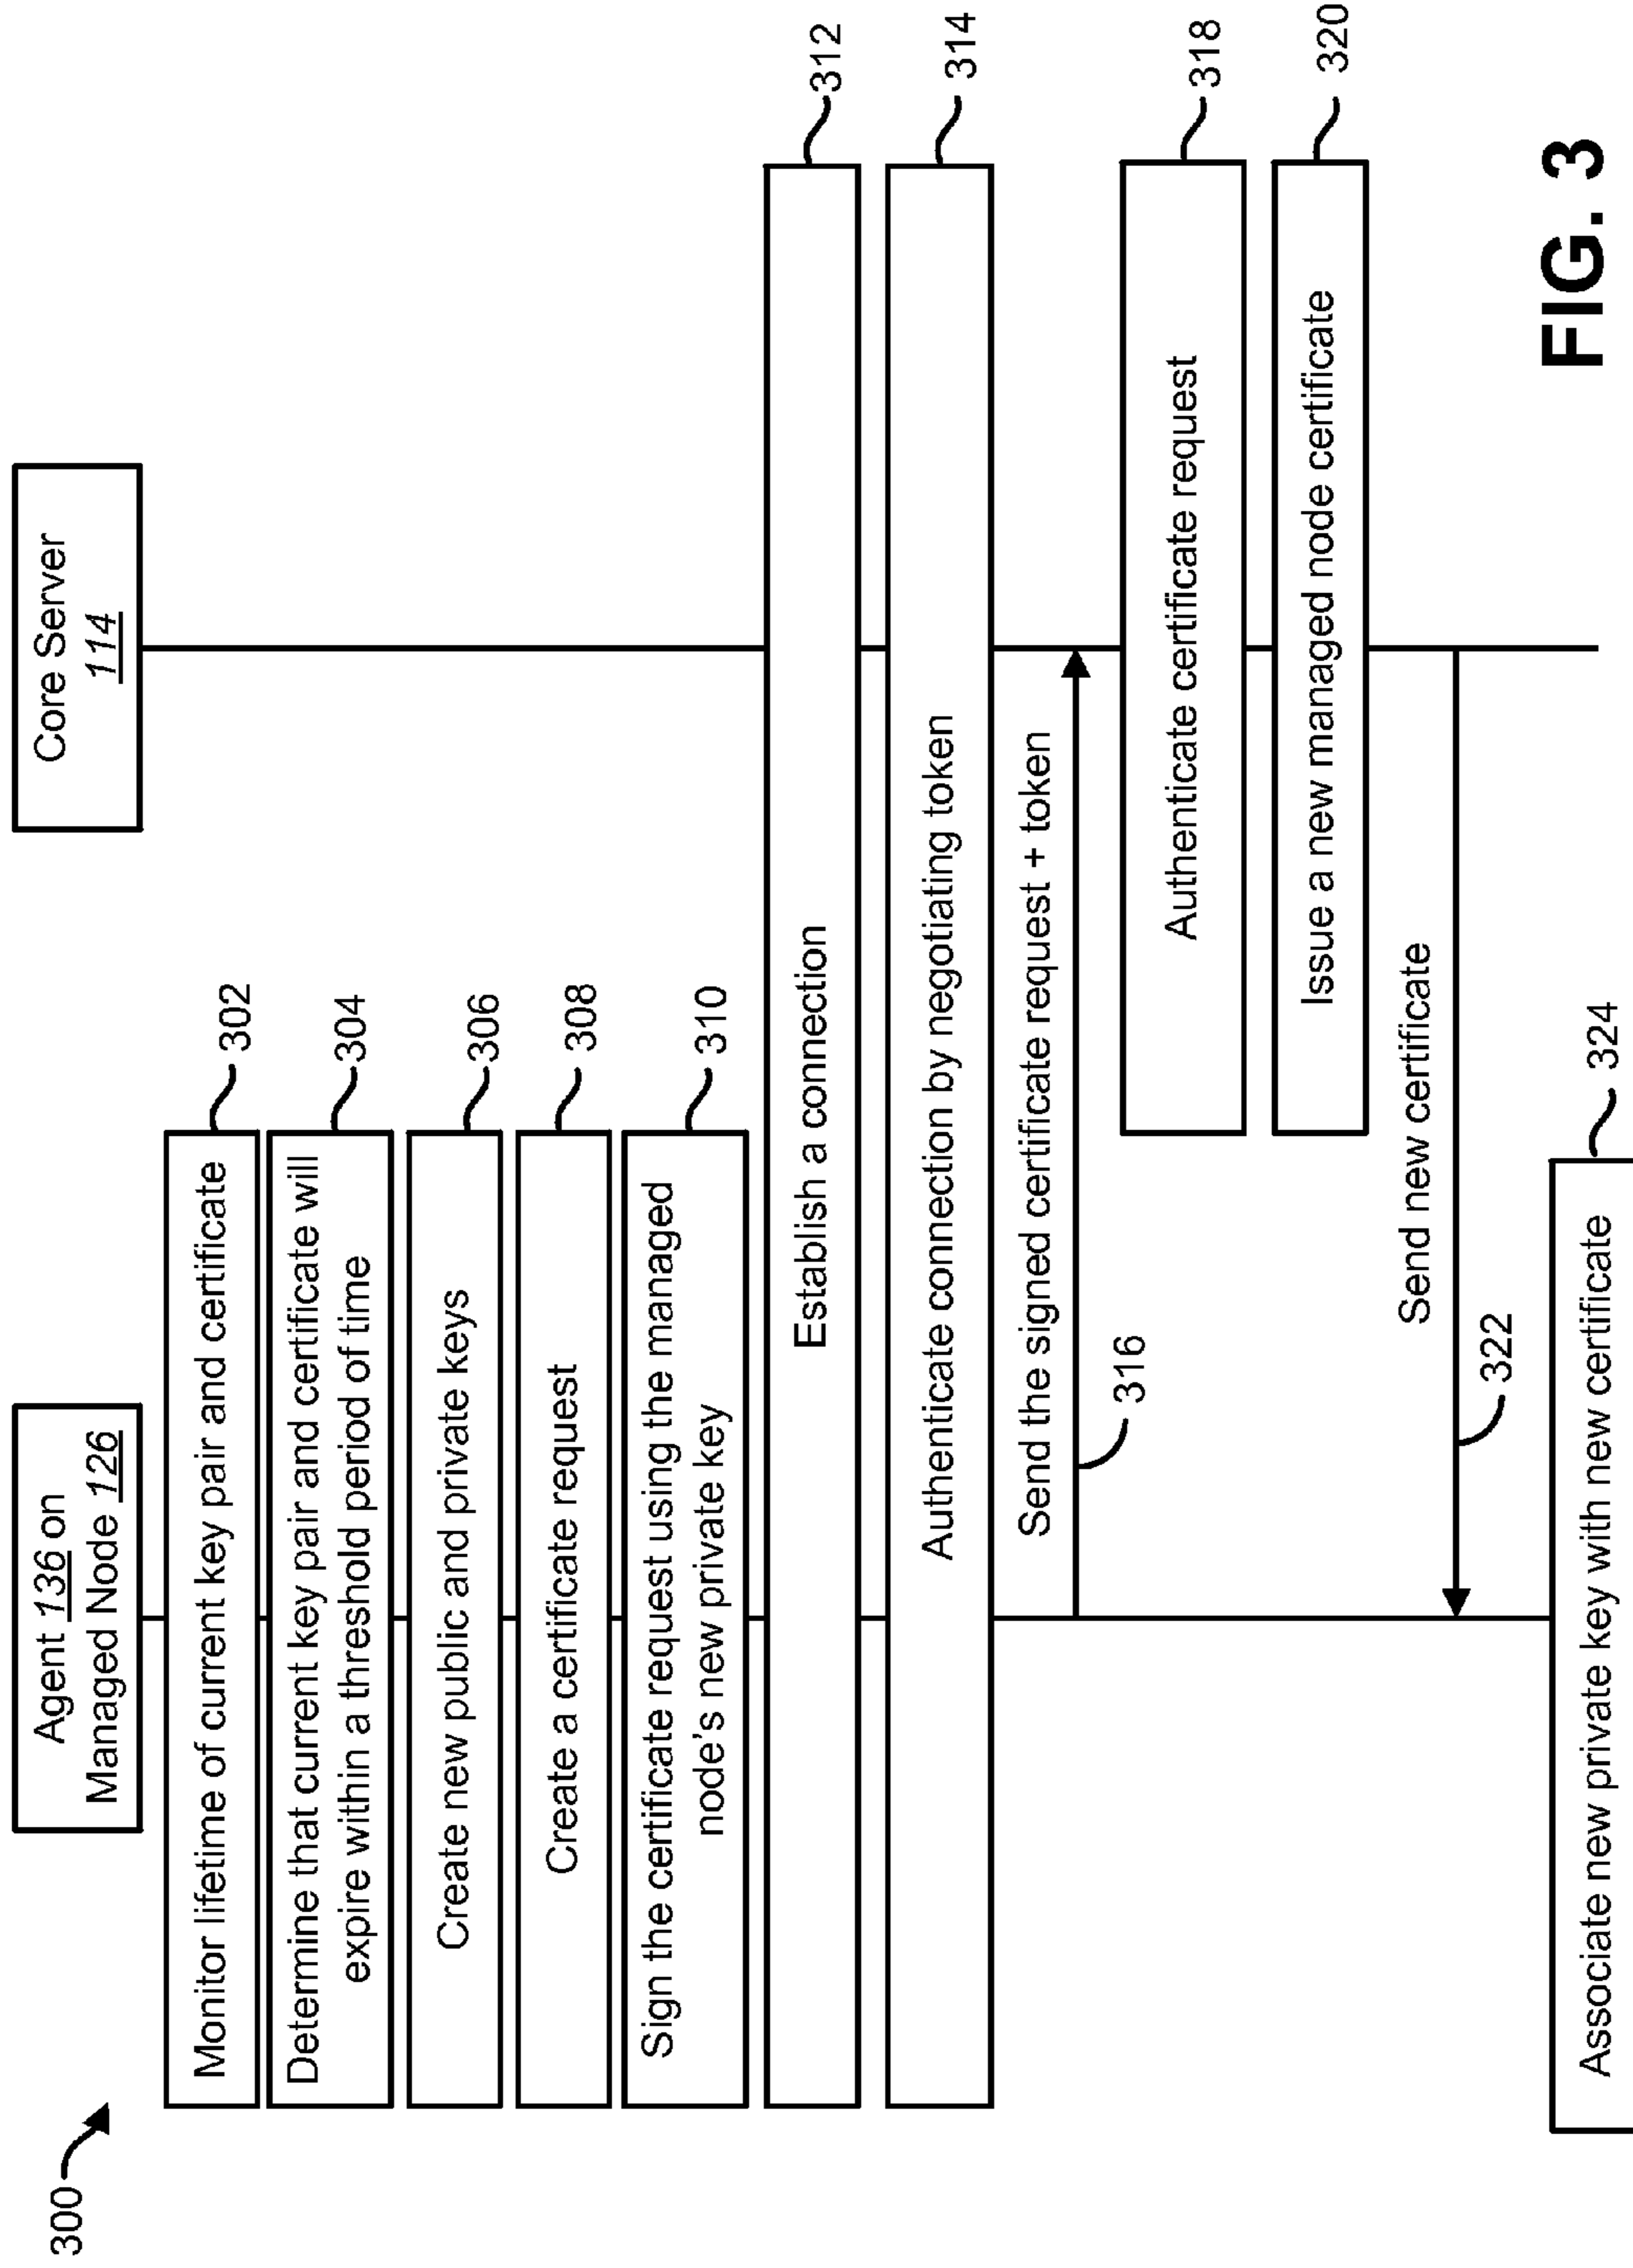 300
Agent 136 on
Managed Node 126
Core Server
114
Monitor lifetime of current key pair and certificate
302
Determine that current key pair and certificate will
expire within a threshold period of time
304
Create new public and private keys
306
Create a certificate request
308
Sign the certificate request using the managed
node's new private key
310
Establish a connection
312
Authenticate connection by negotiating token
314
Send the signed certificate request + token
316
Authenticate certificate request
318
Issue a new managed node certificate
320
Send new certificate
322
Associate new private key with new certificate
324
FIG. 3